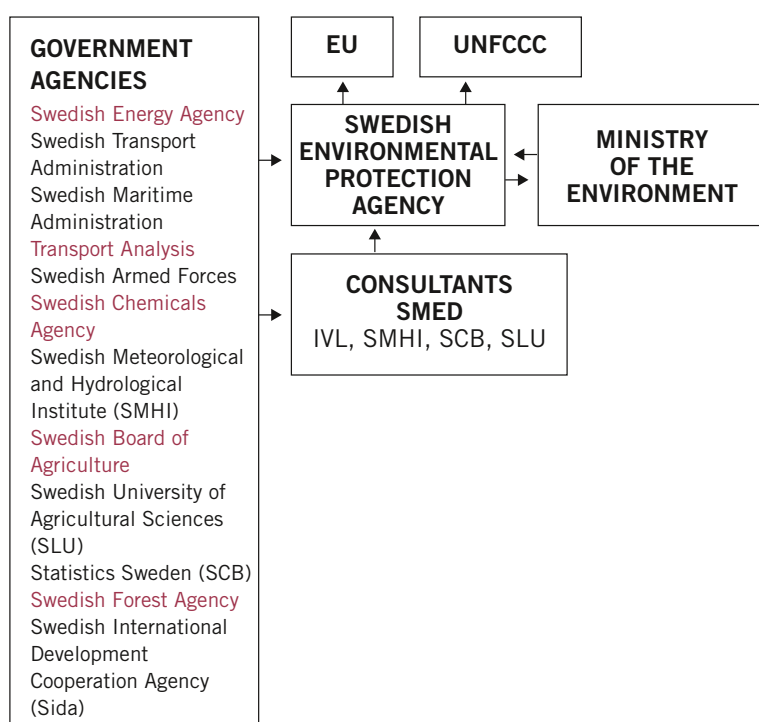 GOVERNMENT
AGENCIES
Swedish Energy Agency
Swedish Transport
Administration
Swedish Maritime
Administration
Transport Analysis
Swedish Armed Forces
Swedish Chemicals
Agency
Swedish Meteorological
and Hydrological
Institute (SMHI)
Swedish Board of
Agriculture
Swedish University of
Agricultural Sciences
(SLU)
Statistics Sweden (SCB)
Swedish Forest Agency
Swedish International
Development
Cooperation Agency
(Sida)
EU
UNFCCC
SWEDISH
ENVIRONMENTAL
PROTECTION
AGENCY
MINISTRY
OF THE
ENVIRONMENT
CONSULTANTS
SMED
IVL, SMHI, SCB, SLU